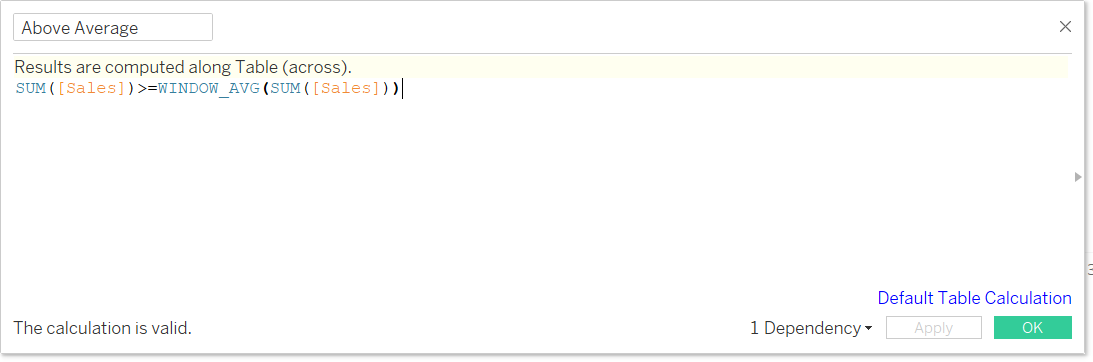 Above Average
Results are computed along Table (across).
SUM([Sales])>=WINDOW_AVG(SUM([Sales]))
Default Table Calculation
The calculation is valid.
1 Dependency
Apply
OK